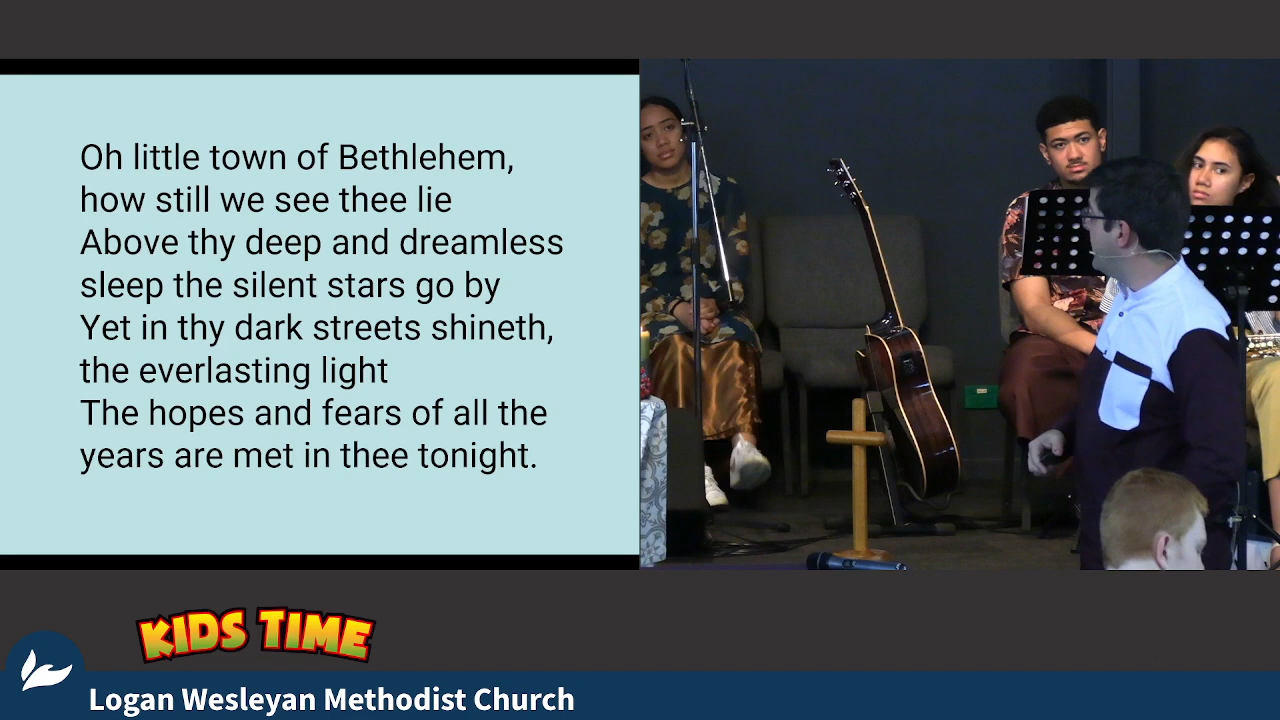 Oh little town of Bethlehem,
how still we see thee lie
Above thy deep and dreamless
sleep the silent stars go by
Yet in thy dark streets shineth,
the everlasting light
The hopes and fears of all the
years are met in thee tonight.
KIDS TIME
Logan Wesleyan Methodist Church